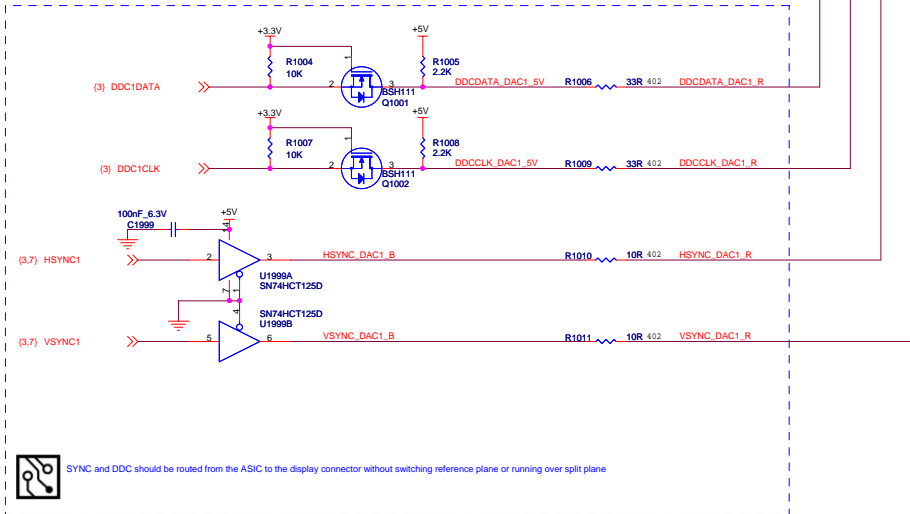 +3.3V
+5V
R1004
10K
R1005
2.2K
1
{3} DDC1DATA
2
3
BSH111
Q1001
DDCDATA_DAC1_5V
R1006
33R 402
DDCDATA_DAC1_R
+3.3V
+5V
R1007
10K
R1008
2.2K
1
{3} DDC1CLK
2
3
BSH111
Q1002
DDCCLK_DAC1_5V
R1009
33R 402
DDCCLK_DAC1_R
100nF_6.3V
C1999
+5V
14
{3,7} HSYNC1
2
3
HSYNC_DAC1_B
R1010
10R 402
HSYNC_DAC1_R
U1999A
SN74HCT125D
7
1
4
SN74HCT125D
U1999B
{3,7} VSYNC1
5
6
VSYNC_DAC1_B
R1011
10R 402
VSYNC_DAC1_R
SYNC and DDC should be routed from the ASIC to the display connector without switching reference plane or running over split plane